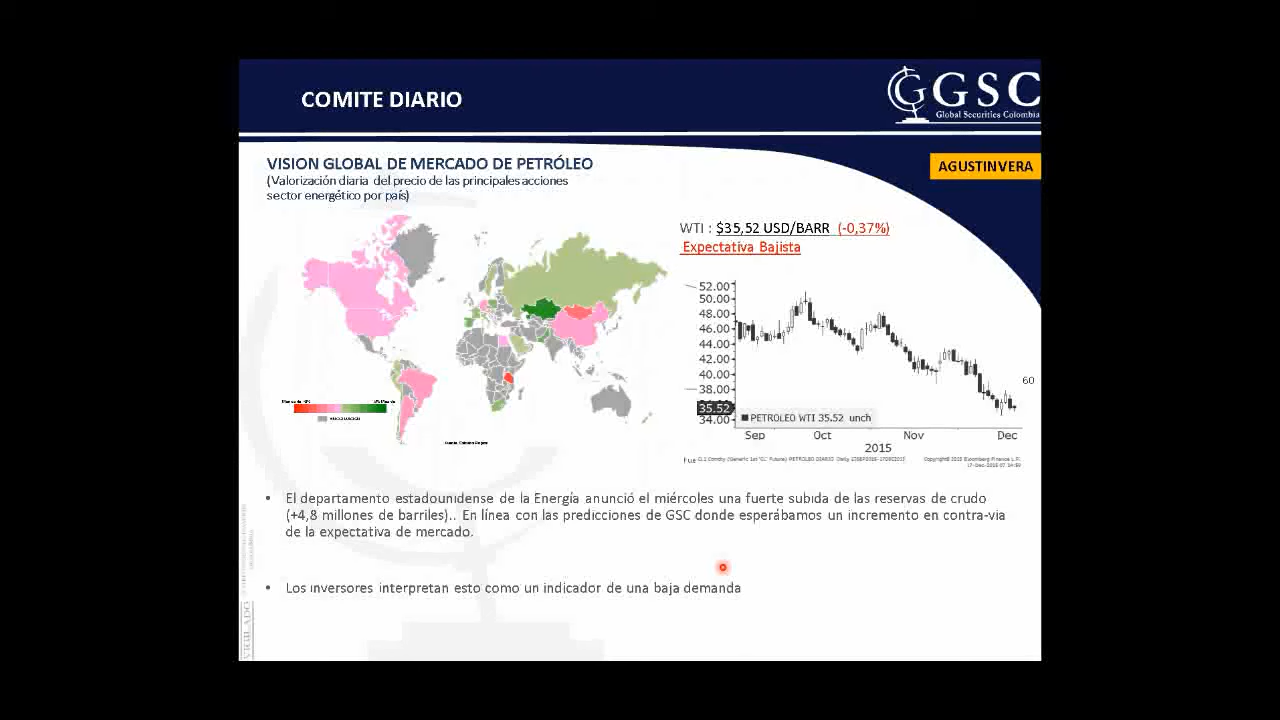 COMITE DIARIO
GSC
Global Securities Colombia
VISION GLOBAL DE MERCADO DE PETRÓLEO
AGUSTINVERA
(Valorización diaria del precio de las principales acciones
sector energético por país)
WTI : $35,52 USD/BARR (-0,37%)
Expectativa Bajista
52.00
50.00
48.00
46.00
44.00
42.00
40.00
38.00
35.52
34.00
60
PETROLEO WTI 35.52 unch
Sep Oct Nov Dec
2015
• El departamento estadounidense de la Energía anunció el miércoles una fuerte subida de las reservas de crudo
(+4,8 millones de barriles).. En línea con las predicciones de GSC donde esperábamos un incremento en contra-via
de la expectativa de mercado.
• Los inversores interpretan esto como un indicador de una baja demanda
VIGILADO